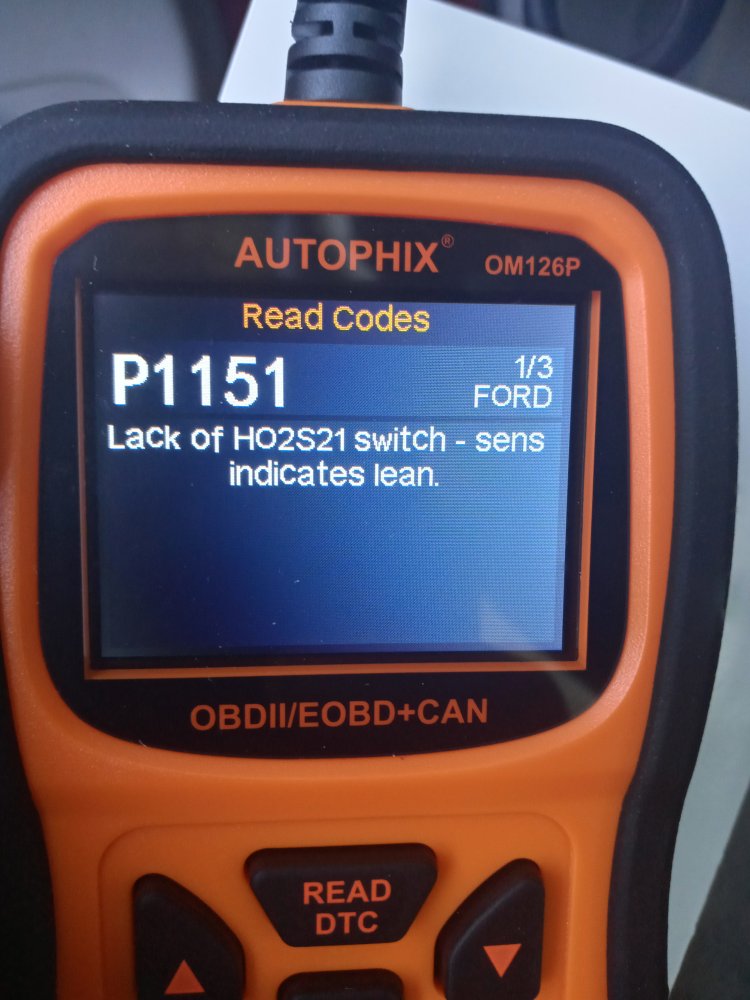 AUTOPHIX® OM126P
Read Codes
P1151 1/3
FORD
Lack of HO2S21 switch - sens
indicates lean.
OBDII/EOBD+CAN
READ
DTC